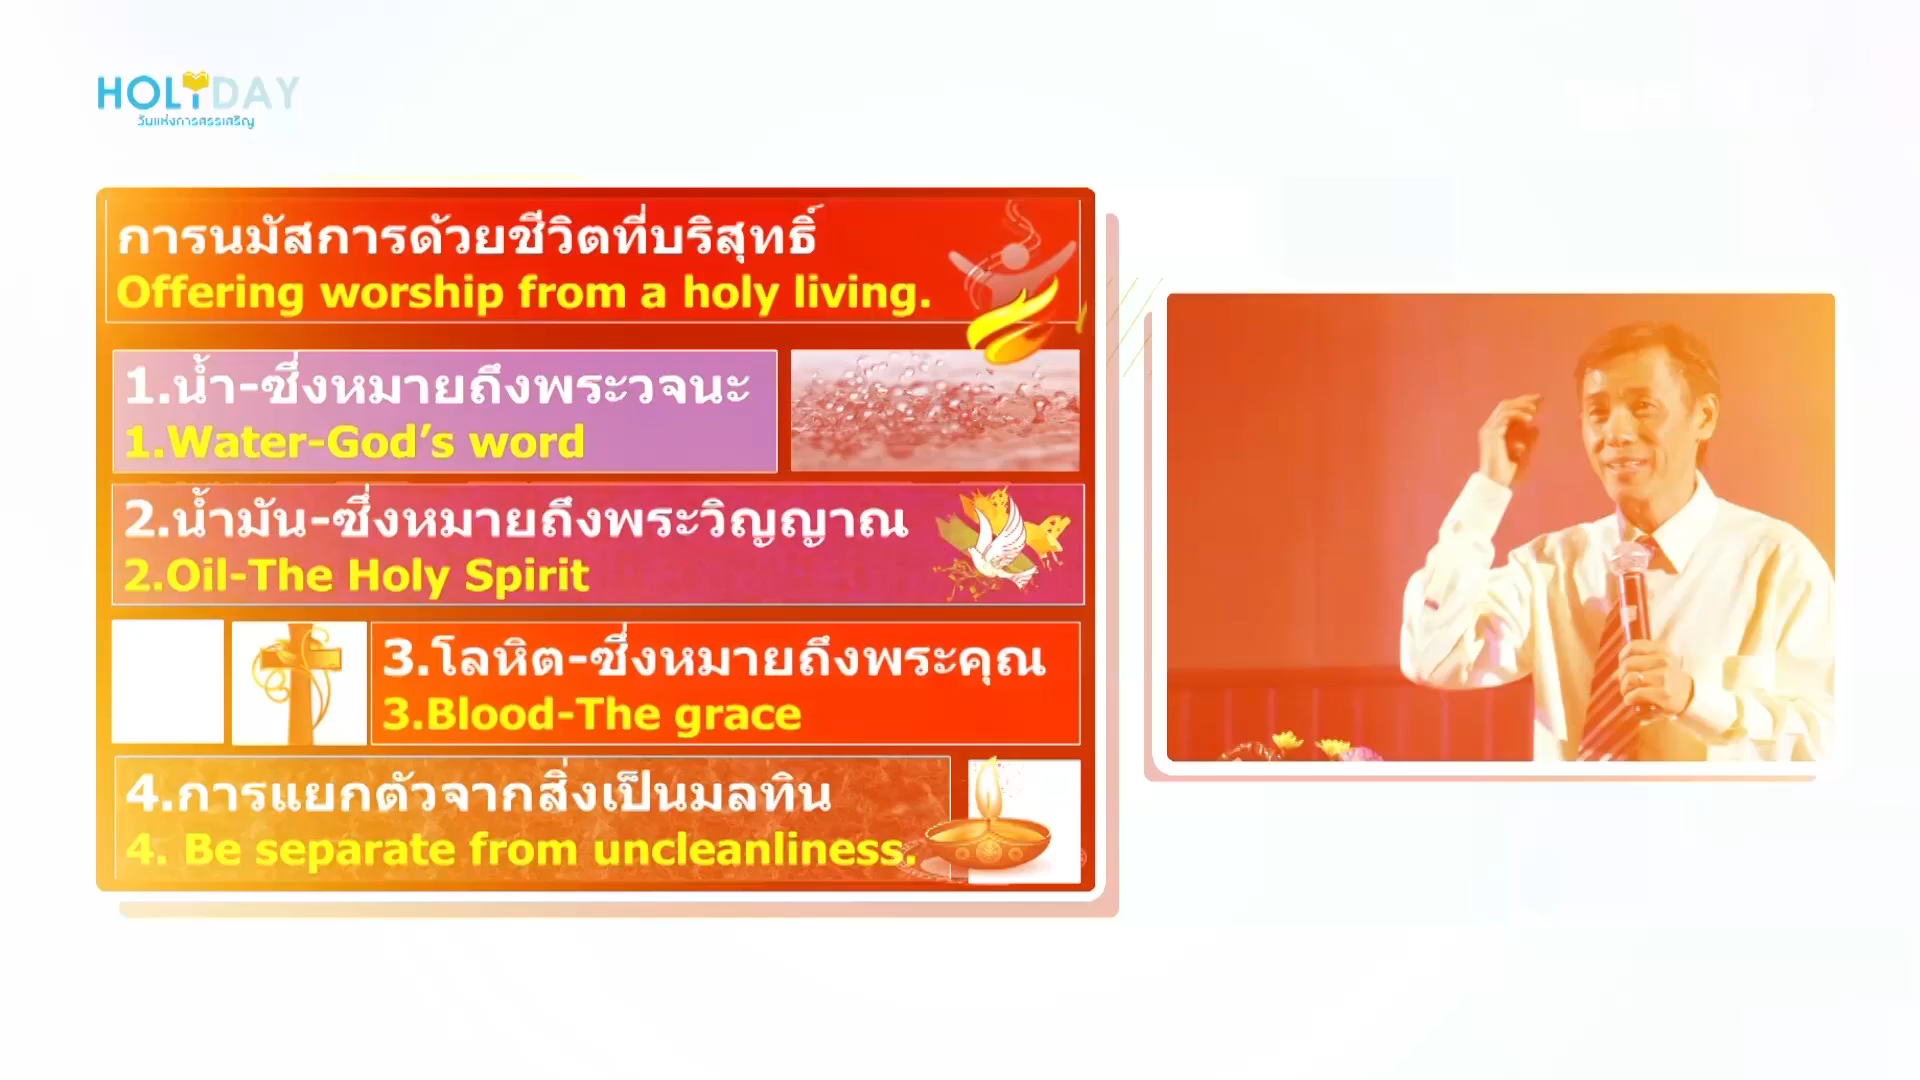 HOLYDAY
วันแห่งการสรรเสริญ
การนมัสการด้วยชีวิตที่บริสุทธิ์
Offering worship from a holy living.
1.น้ำ-ซึ่งหมายถึงพระวจนะ
1.Water-God’s word
2.น้ำมัน-ซึ่งหมายถึงพระวิญญาณ
2.Oil-The Holy Spirit
3.โลหิต-ซึ่งหมายถึงพระคุณ
3.Blood-The grace
4.การแยกตัวจากสิ่งเป็นมลทิน
4. Be separate from uncleanliness.